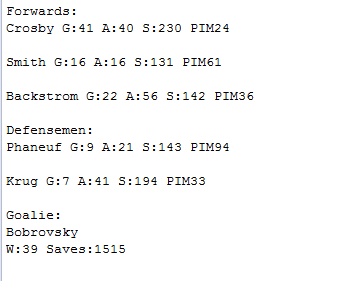 Forwards:
Crosby G:41 A:40 S:230 PIM24
Smith G:16 A:16 S:131 PIM61
Backstrom G:22 A:56 S:142 PIM36
Defensemen:
Phaneuf G:9 A:21 S:143 PIM94
Krug G:7 A:41 S:194 PIM33
Goalie:
Bobrovsky
W:39 Saves:1515